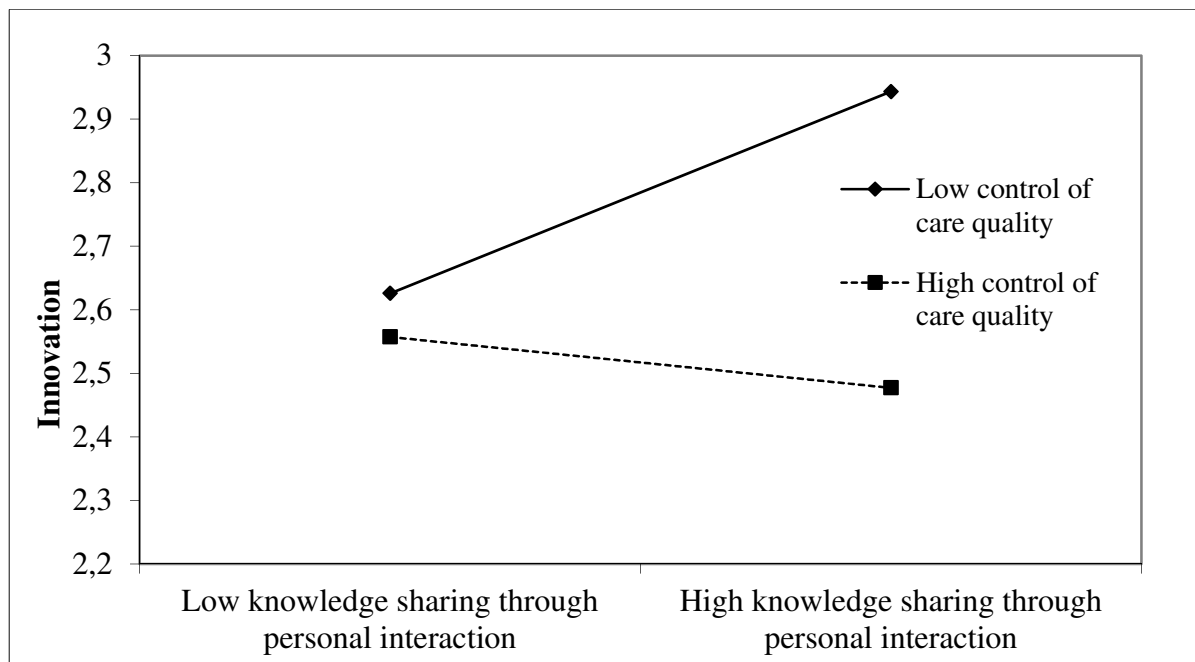 3
2,9
2,8
2,7
2,6
2,5
2,4
2,3
2,2
Innovation
Low control of
care quality
High control of
care quality
Low knowledge sharing through
personal interaction
High knowledge sharing through
personal interaction